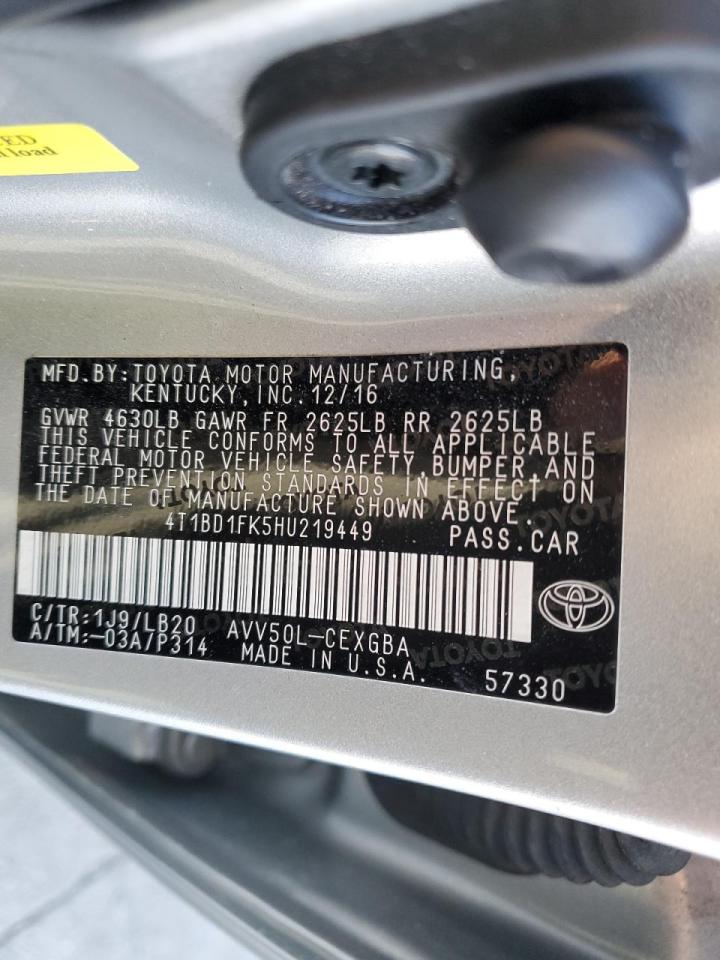 ED
load
MFD.BY:TOYOTA MOTOR MANUFACTURING,
KENTUCKY, INC. 12/16
GVWR 4630LB GAWR FR 2625LB RR 2625LB
THIS VEHICLE CONFORMS TO ALL APPLICABLE
FEDERAL MOTOR VEHICLE SAFETY, BUMPER, AND
THEFT PREVENTION STANDARDS IN EFFECT ON
THE DATE OF MANUFACTURE SHOWN ABOVE.
4T1BD1FK5HU219449 PASS.CAR
C/TR:1J9/LB20 AVV50L-CEXGBA
A/TM:-03A/P314 MADE IN U.S.A. 57330